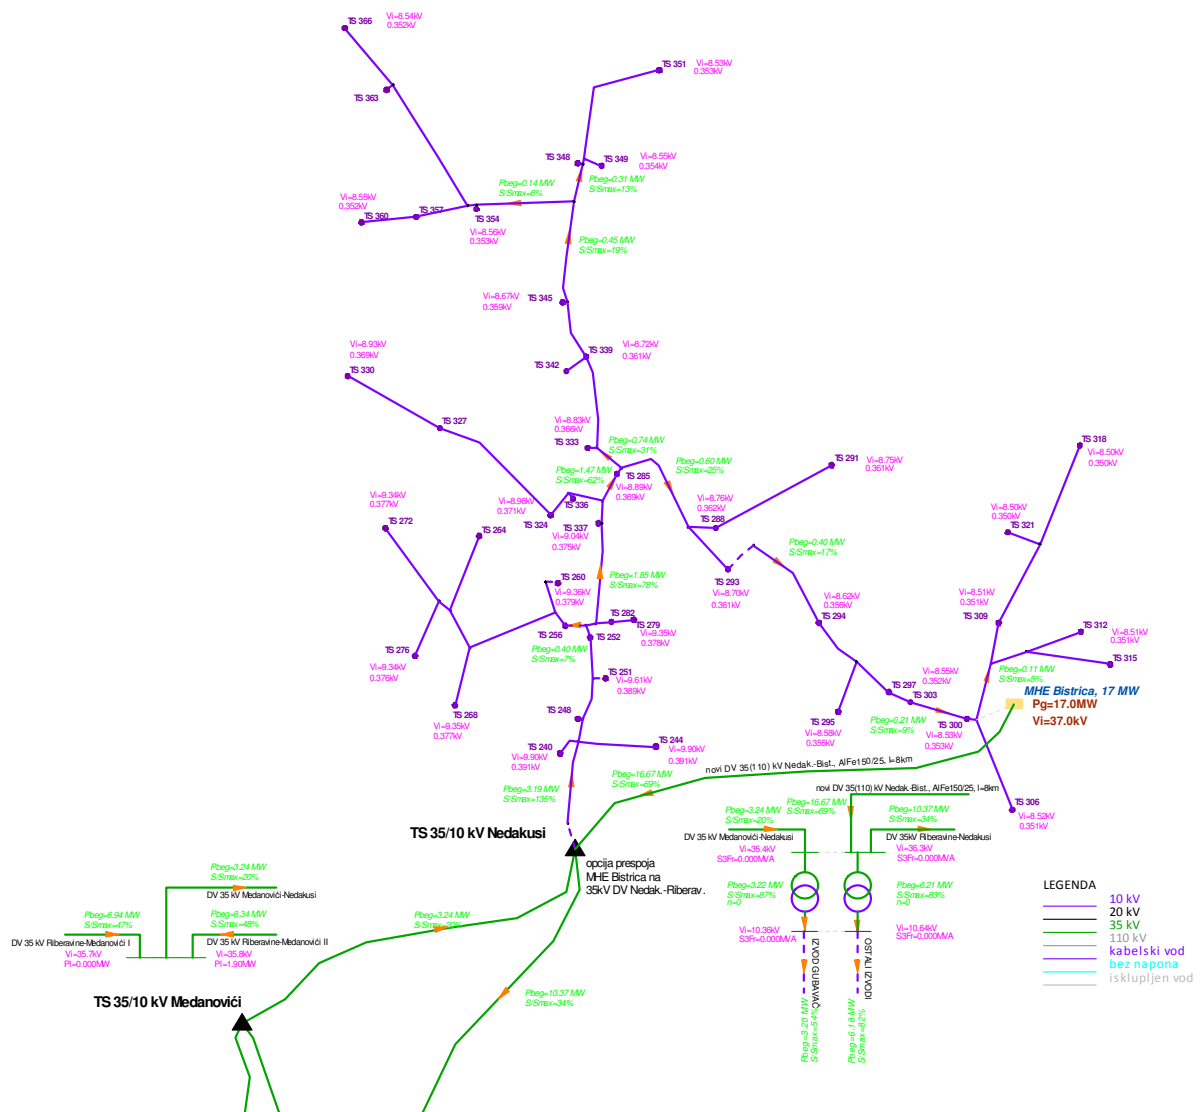 TS 366
Vi=8.54kV
0.352kV
TS 363
TS 351
Vi=8.53kV
0.353kV
TS 348
TS 349
Vi=8.55kV
0.354kV
Pbeg=0.14 MW
S/Smax=6%
Pbeg=0.31 MW
S/Smax=13%
Vi=8.55kV
0.352kV
TS 360
TS 357
TS 354
Vi=8.56kV
0.353kV
Pbeg=0.45 MW
S/Smax=19%
Vi=8.67kV
0.359kV
TS 345
Vi=8.93kV
0.369kV
TS 330
TS 339
Vi=8.72kV
0.361kV
TS 342
TS 327
Vi=8.83kV
0.366kV
TS 333
Pbeg=0.74 MW
S/Smax=31%
Pbeg=1.47 MW
S/Smax=62%
TS 285
Vi=8.89kV
0.369kV
Pbeg=0.60 MW
S/Smax=25%
TS 291
Vi=8.75kV
0.361kV
TS 318
Vi=8.50kV
0.350kV
Vi=9.34kV
0.377kV
TS 272
TS 264
Vi=8.96kV
0.371kV
TS 324
TS 336
TS 337
Vi=9.04kV
0.375kV
Vi=8.76kV
0.362kV
TS 288
Vi=8.50kV
0.350kV
TS 321
Pbeg=0.40 MW
S/Smax=17%
TS 293
Vi=8.70kV
0.361kV
TS 260
Vi=9.36kV
0.379kV
Pbeg=1.85 MW
S/Smax=78%
Vi=8.62kV
0.356kV
TS 294
Vi=8.51kV
0.351kV
TS 309
TS 256
TS 282
TS 279
TS 252
Vi=9.35kV
0.378kV
Pbeg=0.40 MW
S/Smax=7%
TS 276
Vi=9.34kV
0.376kV
TS 312
Vi=8.51kV
0.351kV
TS 315
TS 251
Vi=9.61kV
0.389kV
Vi=8.55kV
0.352kV
TS 297
TS 303
Pbeg=0.11 MW
S/Smax=5%
MHE Bistrica, 17 MW
Pg=17.0MW
Vi=37.0kV
TS 268
Vi=9.35kV
0.377kV
TS 248
TS 295
Vi=8.58kV
0.355kV
Pbeg=0.21 MW
S/Smax=9%
TS 300
Vi=8.53kV
0.353kV
TS 240
Vi=9.90kV
0.391kV
TS 244
Vi=9.90kV
0.391kV
novi DV 35(110) kV Nedak.-Bist., AlFe150/25, l=8km
Pbeg=3.19 MW
S/Smax=135%
Pbeg=16.67 MW
S/Smax=69%
novi DV 35(110) kV Nedak.-Bist., AlFe150/25, l=8km
TS 306
Vi=8.52kV
0.351kV
TS 35/10 kV Nedakusi
Pbeg=3.24 MW
S/Smax=20%
Pbeg=16.67 MW
S/Smax=69%
Pbeg=10.37 MW
S/Smax=34%
DV 35 kV Medanovići-Nedakusi
DV 35kV Riberavine-Nedakusi
Vi=35.4kV
S3Fr=0.000MVA
Vi=36.3kV
S3Fr=0.000MVA
opcija prespoja
MHE Bistrica na
35kV DV Nedak.-Riberav.
Pbeg=3.22 MW
S/Smax=87%
n=0
Pbeg=6.21 MW
S/Smax=83%
n=0
Vi=10.36kV
S3Fr=0.000MVA
Vi=10.64kV
S3Fr=0.000MVA
IZVOD GUBAVAČ
OSTALI IZVODI
Pbeg=3.20 MW
S/Smax=54%
Pbeg=6.18 MW
S/Smax=82%
Pbeg=3.24 MW
S/Smax=20%
DV 35 kV Medanovići-Nedakusi
Pbeg=6.94 MW
S/Smax=47%
Pbeg=6.34 MW
S/Smax=48%
DV 35 kV Riberavine-Medanovići I
DV 35 kV Riberavine-Medanovići II
Vi=35.7kV
Pl=0.000MW
Vi=35.8kV
Pl=1.90MW
Pbeg=3.24 MW
S/Smax=20%
Pbeg=10.37 MW
S/Smax=34%
TS 35/10 kV Medanovići
LEGENDA
10 kV
20 kV
35 kV
110 kV
kabelski vod
bez napona
isklupljen vod